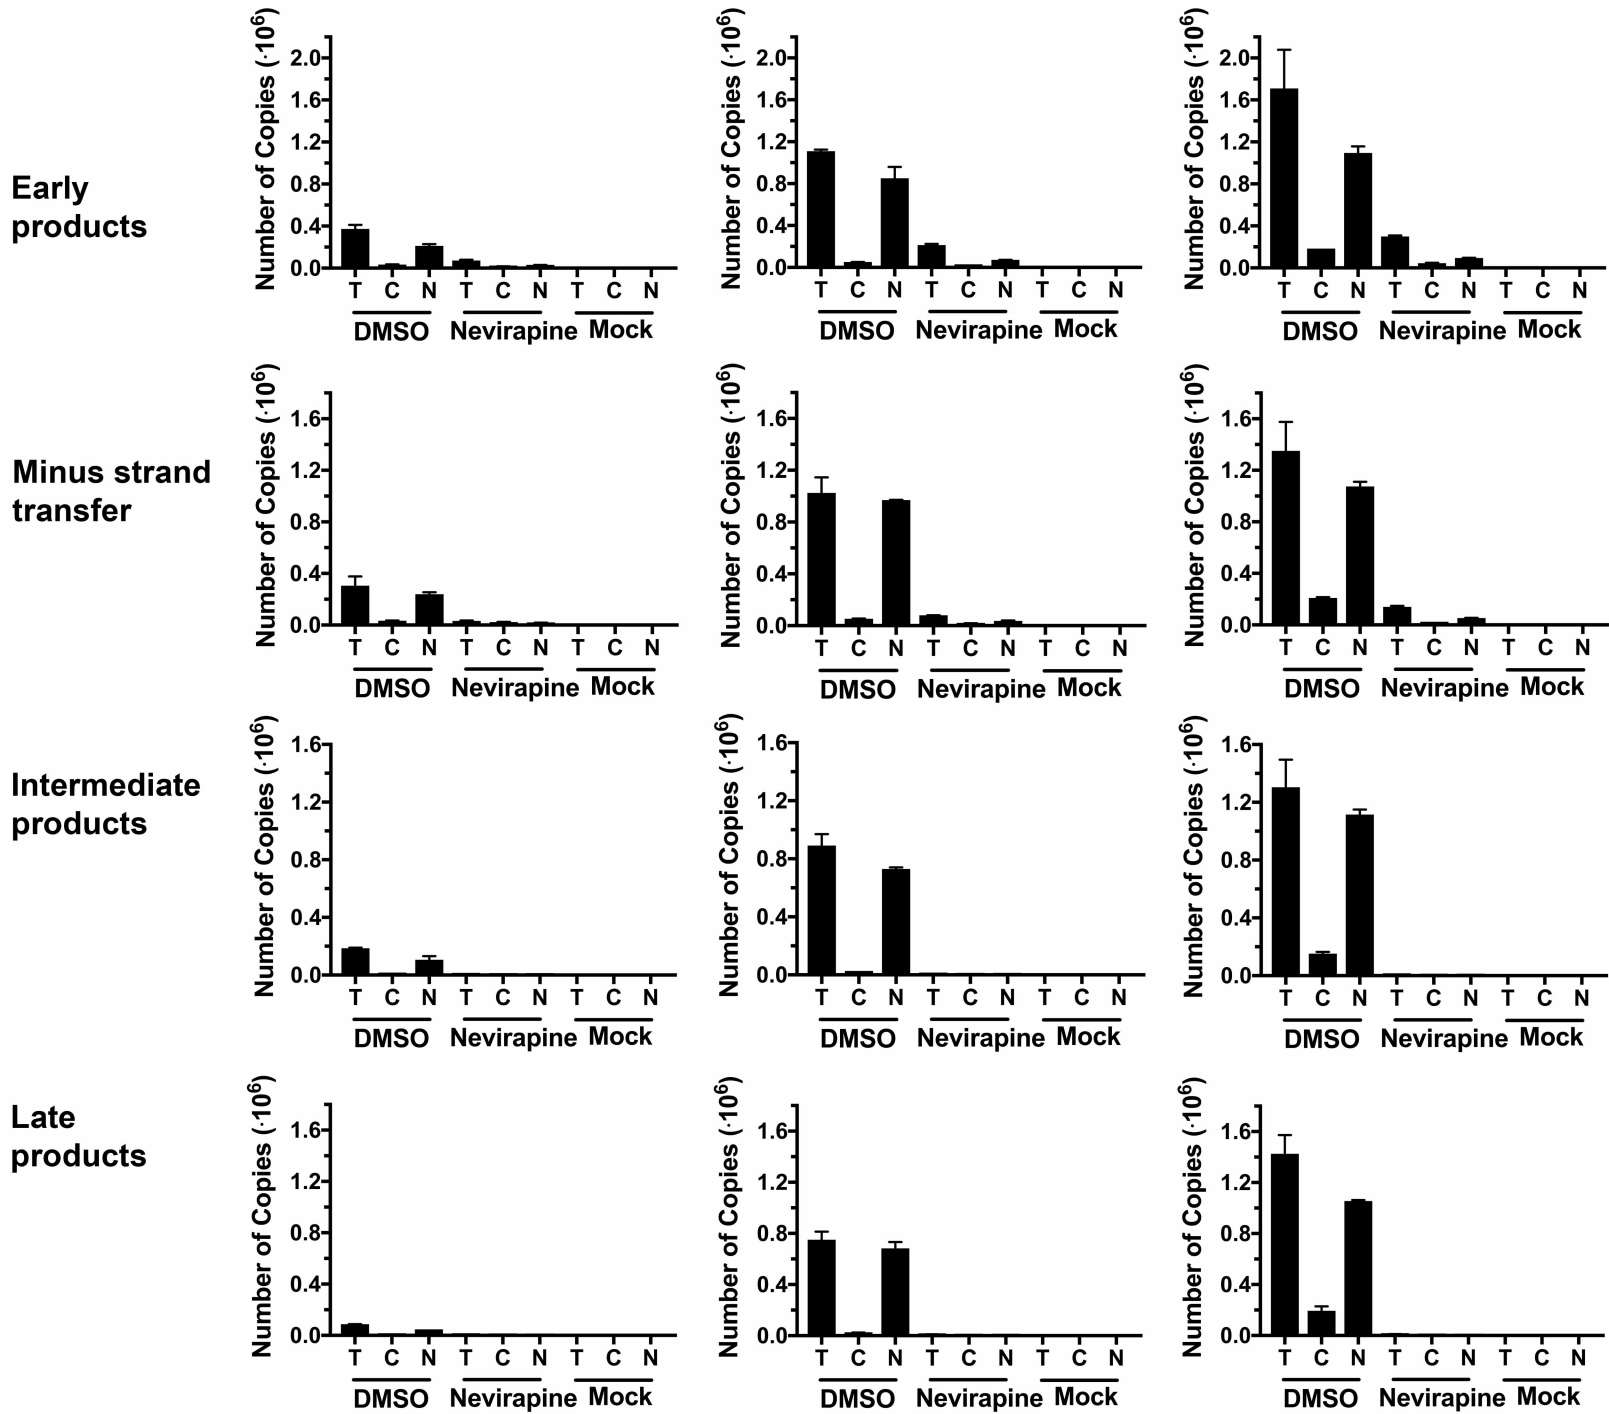 Early
products
Number of Copies (·10⁶)
2.0
1.6
1.2
0.8
0.4
0.0
T C N T C N T C N
DMSO Nevirapine Mock
Number of Copies (·10⁶)
2.0
1.6
1.2
0.8
0.4
0.0
T C N T C N T C N
DMSO Nevirapine Mock
Number of Copies (·10⁶)
2.0
1.6
1.2
0.8
0.4
0.0
T C N T C N T C N
DMSO Nevirapine Mock
Minus strand
transfer
Number of Copies (·10⁶)
1.6
1.2
0.8
0.4
0.0
T C N T C N T C N
DMSO Nevirapine Mock
Number of Copies (·10⁶)
1.6
1.2
0.8
0.4
0.0
T C N T C N T C N
DMSO Nevirapine Mock
Number of Copies (·10⁶)
1.6
1.2
0.8
0.4
0.0
T C N T C N T C N
DMSO Nevirapine Mock
Intermediate
products
Number of Copies (·10⁶)
1.6
1.2
0.8
0.4
0.0
T C N T C N T C N
DMSO Nevirapine Mock
Number of Copies (·10⁶)
1.6
1.2
0.8
0.4
0.0
T C N T C N T C N
DMSO Nevirapine Mock
Number of Copies (·10⁶)
1.6
1.2
0.8
0.4
0.0
T C N T C N T C N
DMSO Nevirapine Mock
Late
products
Number of Copies (·10⁶)
1.6
1.2
0.8
0.4
0.0
T C N T C N T C N
DMSO Nevirapine Mock
Number of Copies (·10⁶)
1.6
1.2
0.8
0.4
0.0
T C N T C N T C N
DMSO Nevirapine Mock
Number of Copies (·10⁶)
1.6
1.2
0.8
0.4
0.0
T C N T C N T C N
DMSO Nevirapine Mock